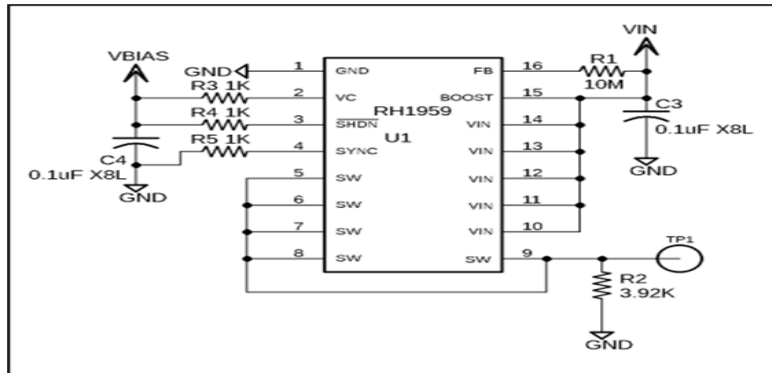 VBIAS
VIN
GND 1 GND FB 16 R1
10M
R3 1K 2 VC BOOST 15
RH1959
C3
R4 1K 3 SHDN VIN 14
0.1uF X8L
U1
R5 1K 4 SYNC VIN 13
C4
0.1uF X8L
GND
5 SW VIN 12
GND
6 SW VIN 11
7 SW VIN 10
8 SW SW 9
TP1
R2
3.92K
GND